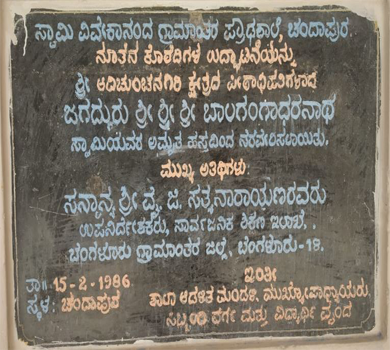 ಸ್ವಾಮಿ ವಿವೇಕಾನಂದ ಗ್ರಾಮಾಂತರ ಪ್ರೌಢಶಾಲೆ, ಚಂದಾಪುರ
ನೂತನ ಕೊಠಡಿಗಳ ಉದ್ಘಾಟನೆಯನ್ನು
ಶ್ರೀ ಆದಿಚುಂಚನಗಿರಿ ಕ್ಷೇತ್ರದ ಪೀಠಾಧಿಪತಿಗಳಾದ
ಜಗದ್ಗುರು ಶ್ರೀ ಶ್ರೀ ಶ್ರೀ ಬಾಲಗಂಗಾಧರನಾಥ
ಸ್ವಾಮಿಯವರ ಅಮೃತ ಹಸ್ತದಿಂದ ನೆರವೇರಿಸಲಾಯಿತು.
ಮುಖ್ಯ ಅತಿಥಿಗಳು:
ಸನ್ಮಾನ್ಯ ಶ್ರೀ ವೈ. ಜಿ. ಸತ್ಯನಾರಾಯಣರವರು
ಉಪನಿರ್ದೇಶಕರು, ಸಾರ್ವಜನಿಕ ಶಿಕ್ಷಣ ಇಲಾಖೆ,
ಬೆಂಗಳೂರು ಗ್ರಾಮಾಂತರ ಜಿಲ್ಲೆ, ಬೆಂಗಳೂರು-19.
ತಾ॥ 15-2-1986 ಇಂತೀ
ಸ್ಥಳ: ಚಂದಾಪುರ ಶಾಲಾ ಆಡಳಿತ ಮಂಡಳಿ, ಮುಖ್ಯೋಪಾಧ್ಯಾಯರು,
ಸಿಬ್ಬಂದಿ ವರ್ಗ ಮತ್ತು ವಿದ್ಯಾರ್ಥಿ ವೃಂದ